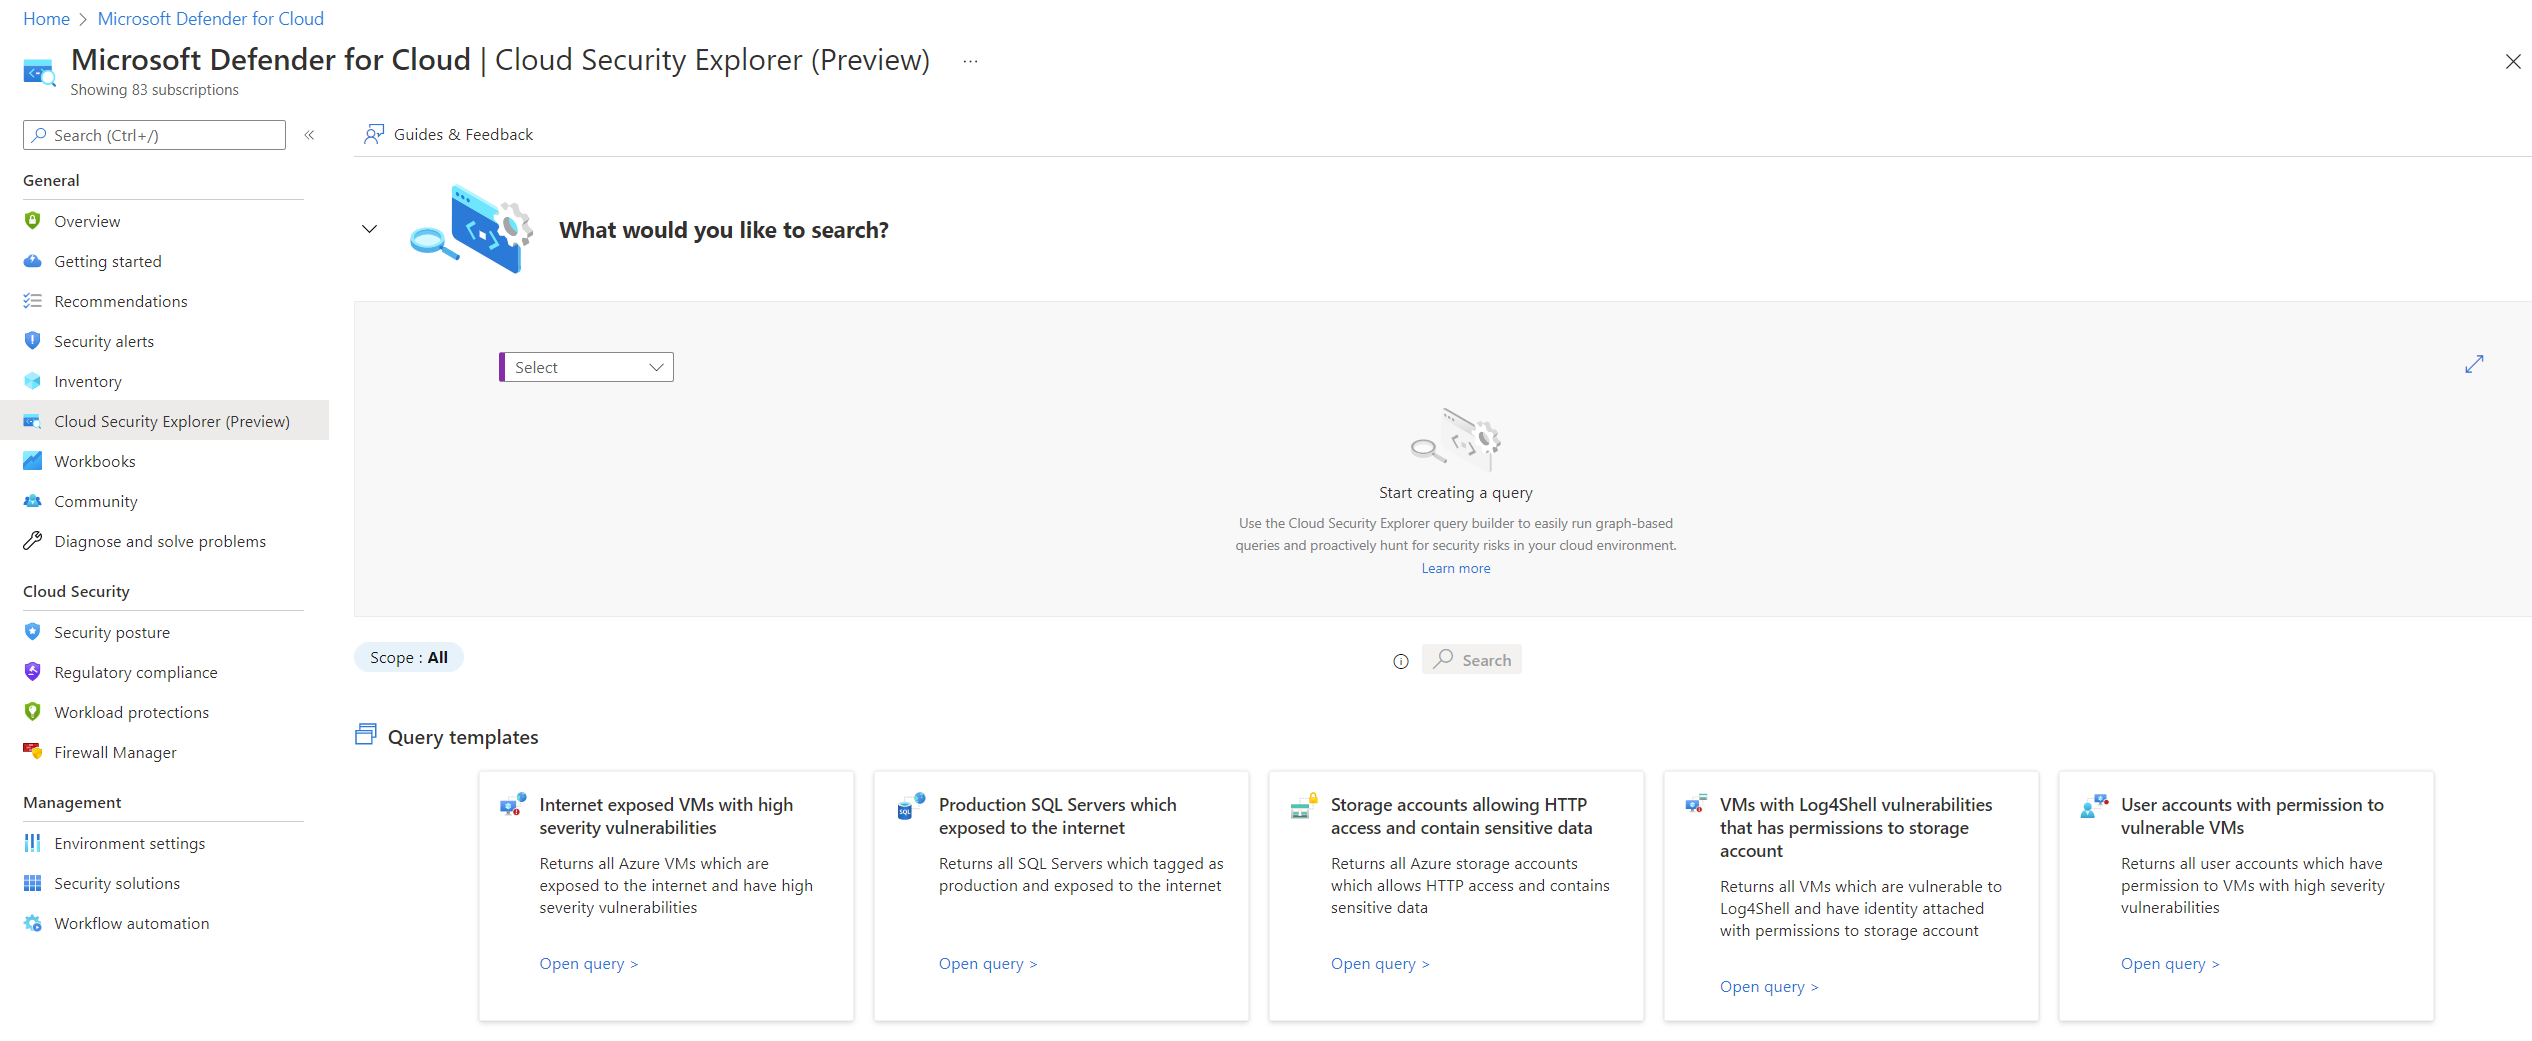 Home > Microsoft Defender for Cloud
Microsoft Defender for Cloud | Cloud Security Explorer (Preview) ...
Showing 83 subscriptions
Search (Ctrl+/)
«
General
Overview
Getting started
Recommendations
Security alerts
Inventory
Cloud Security Explorer (Preview)
Workbooks
Community
Diagnose and solve problems
Cloud Security
Security posture
Regulatory compliance
Workload protections
Firewall Manager
Management
Environment settings
Security solutions
Workflow automation
Guides & Feedback
What would you like to search?
Select
Start creating a query
Use the Cloud Security Explorer query builder to easily run graph-based
queries and proactively hunt for security risks in your cloud environment.
Learn more
Scope : All
Search
Query templates
Internet exposed VMs with high
severity vulnerabilities
Returns all Azure VMs which are
exposed to the internet and have high
severity vulnerabilities
Open query >
SQL
Production SQL Servers which
exposed to the internet
Returns all SQL Servers which tagged as
production and exposed to the internet
Open query >
Storage accounts allowing HTTP
access and contain sensitive data
Returns all Azure storage accounts
which allows HTTP access and contains
sensitive data
Open query >
VMs with Log4Shell vulnerabilities
that has permissions to storage
account
Returns all VMs which are vulnerable to
Log4Shell and have identity attached
with permissions to storage account
Open query >
User accounts with permission to
vulnerable VMs
Returns all user accounts which have
permission to VMs with high severity
vulnerabilities
Open query >